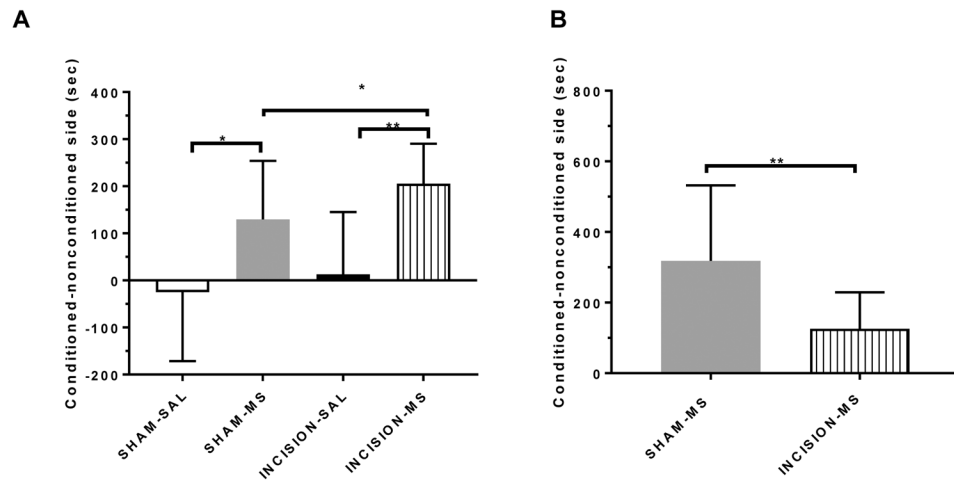 A
Conditioned-nonconditioned side (sec)
400
300
200
100
0
-100
-200
*
*
**
SHAM-SAL
SHAM-MS
INCISION-SAL
INCISION-MS
B
Conditioned-nonconditioned side (sec)
800
600
400
200
0
**
SHAM-MS
INCISION-MS